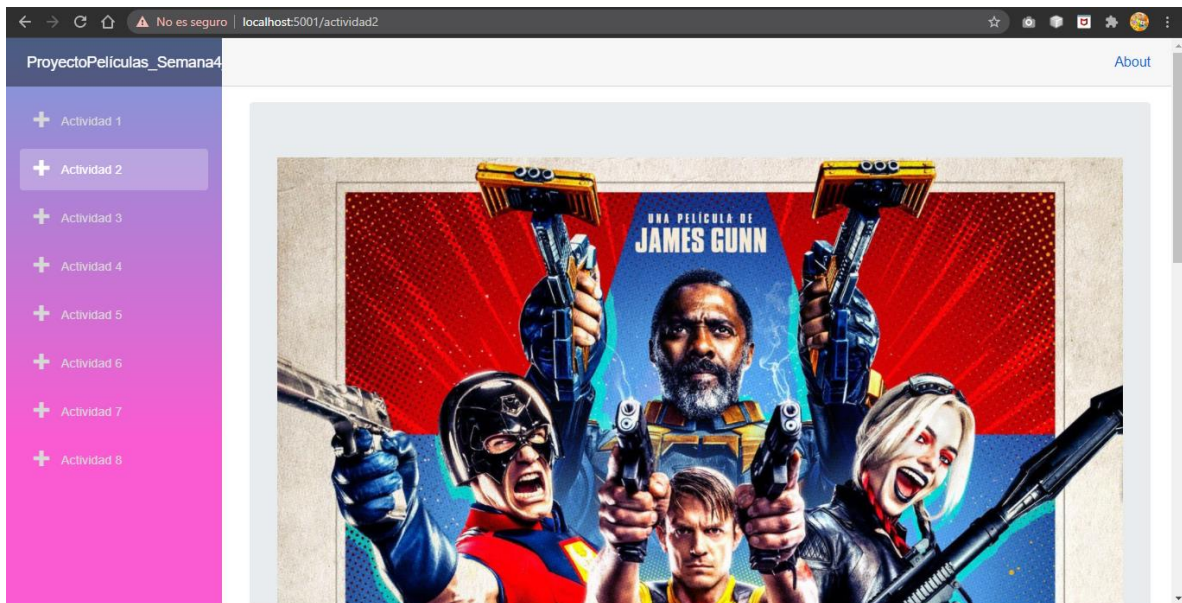 No es seguro | localhost:5001/actividad2
ProyectoPelículas_Semana4
About
Actividad 1
Actividad 2
Actividad 3
Actividad 4
Actividad 5
Actividad 6
Actividad 7
Actividad 8
UNA PELÍCULA DE
JAMES GUNN